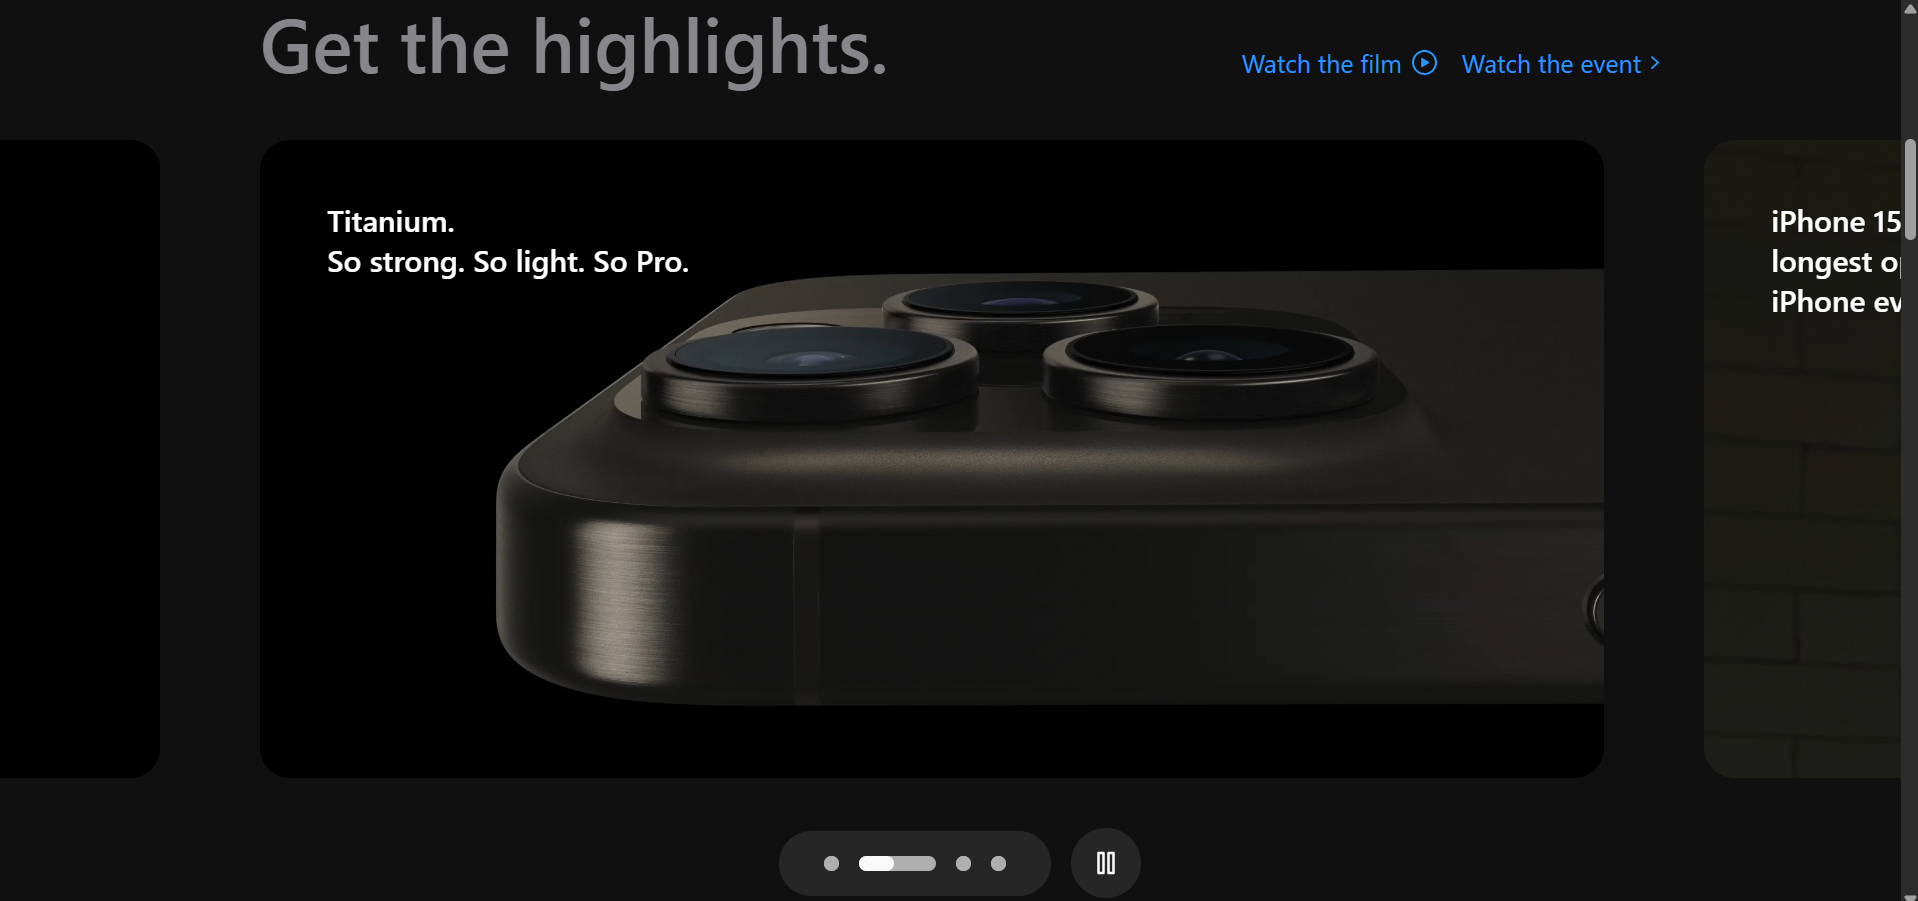 Get the highlights.
Watch the film
Watch the event
Titanium.
So strong. So light. So Pro.
iPhone 15
longest
iPhone